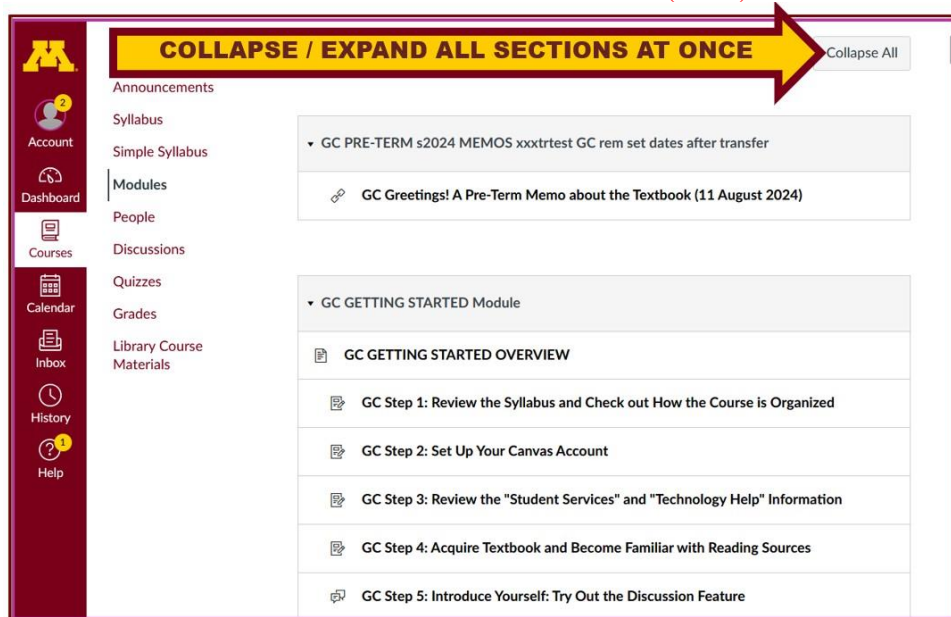 COLLAPSE / EXPAND ALL SECTIONS AT ONCE
Collapse All
M
2
Account
Dashboard
Courses
Calendar
Inbox
History
1
Help
Announcements
Syllabus
Simple Syllabus
Modules
People
Discussions
Quizzes
Grades
Library Course
Materials
GC PRE-TERM s2024 MEMOS xxxtrtest GC rem set dates after transfer
GC Greetings! A Pre-Term Memo about the Textbook (11 August 2024)
GC GETTING STARTED Module
GC GETTING STARTED OVERVIEW
GC Step 1: Review the Syllabus and Check out How the Course is Organized
GC Step 2: Set Up Your Canvas Account
GC Step 3: Review the "Student Services" and "Technology Help" Information
GC Step 4: Acquire Textbook and Become Familiar with Reading Sources
GC Step 5: Introduce Yourself: Try Out the Discussion Feature